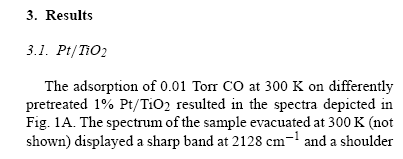 3. Results
3.1. Pt/TiO₂
The adsorption of 0.01 Torr CO at 300 K on differently
pretreated 1% Pt/TiO₂ resulted in the spectra depicted in
Fig. 1A. The spectrum of the sample evacuated at 300 K (not
shown) displayed a sharp band at 2128 cm⁻¹ and a shoulder